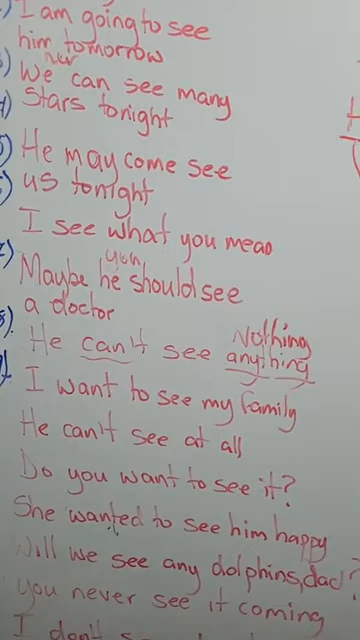 I am going to see
him tomorrow
her
We can see many
Stars tonight
He may come see
us tonight
I see what you mean
you
Maybe he should see
a doctor
Nothing
He can't see anything
I want to see my family
He can't see at all
Do you want to see it?
She wanted to see him happy
Will we see any dolphins, dad?
you never see it coming
I don't